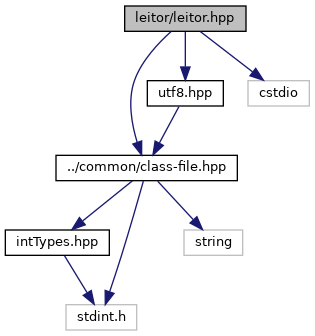 leitor/leitor.hpp
utf8.hpp
cstdio
../common/class-file.hpp
intTypes.hpp
string
stdint.h